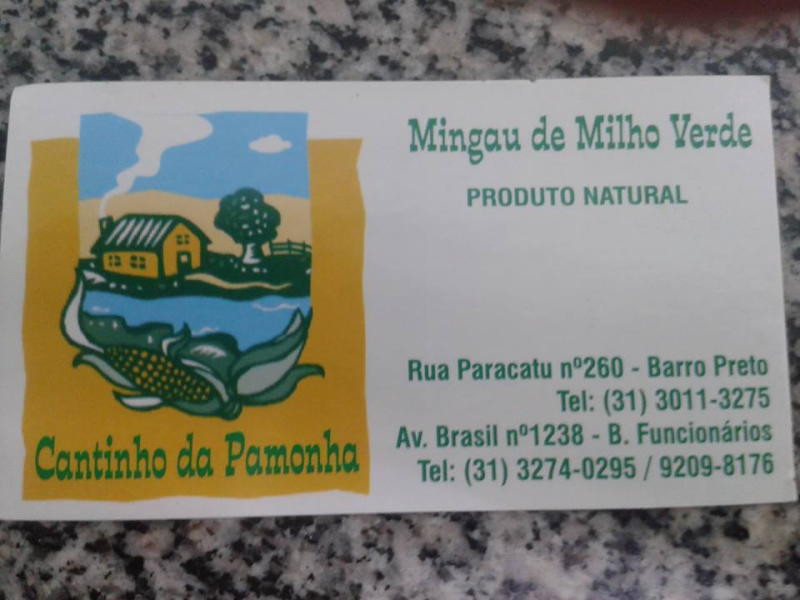 Mingau de Milho Verde
PRODUTO NATURAL
Rua Paracatu nº260 - Barro Preto
Tel: (31) 3011-3275
Av. Brasil nº1238 - B. Funcionários
Tel: (31) 3274-0295 / 9209-8176
Cantinho da Pamonha